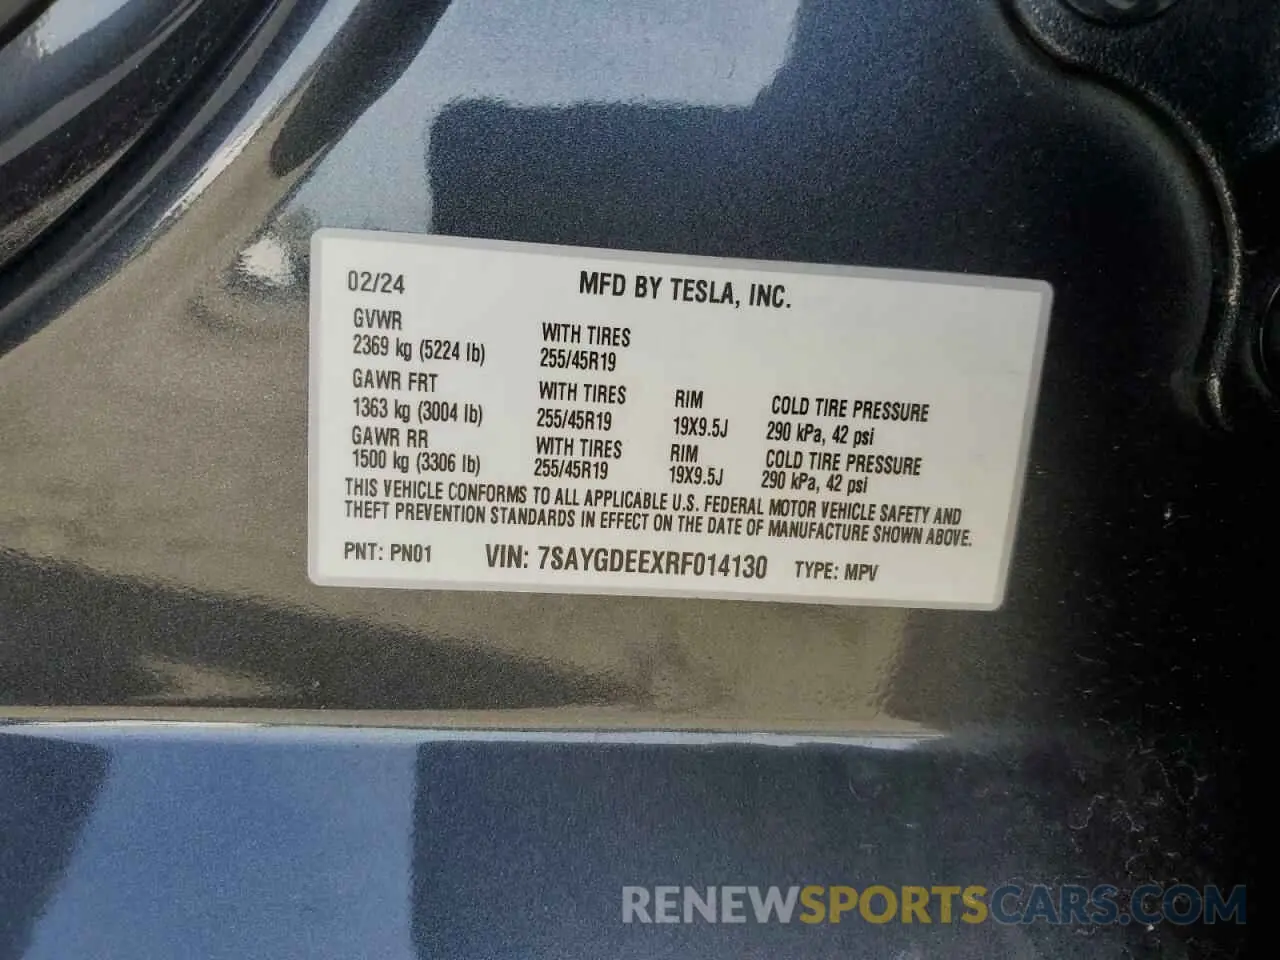 02/24 MFD BY TESLA, INC.
GVWR WITH TIRES
2369 kg (5224 lb) 255/45R19
GAWR FRT WITH TIRES RIM COLD TIRE PRESSURE
1363 kg (3004 lb) 255/45R19 19X9.5J 290 kPa, 42 psi
GAWR RR WITH TIRES RIM COLD TIRE PRESSURE
1500 kg (3306 lb) 255/45R19 19X9.5J 290 kPa, 42 psi
THIS VEHICLE CONFORMS TO ALL APPLICABLE U.S. FEDERAL MOTOR VEHICLE SAFETY AND
THEFT PREVENTION STANDARDS IN EFFECT ON THE DATE OF MANUFACTURE SHOWN ABOVE.
PNT: PN01 VIN: 7SAYGDEEXRF014130 TYPE: MPV
RENEWSPORTSCARS.COM